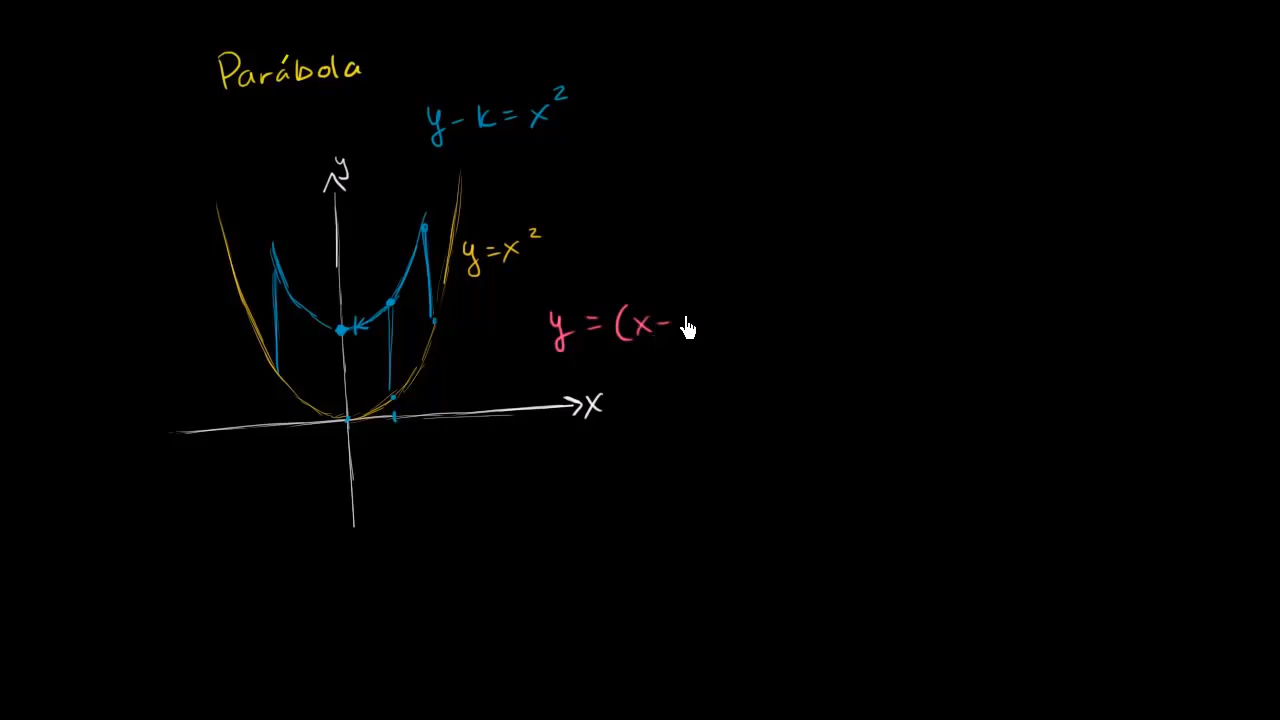 Parábola
y - k = x²
y
k
y = x²
y = (x -
x